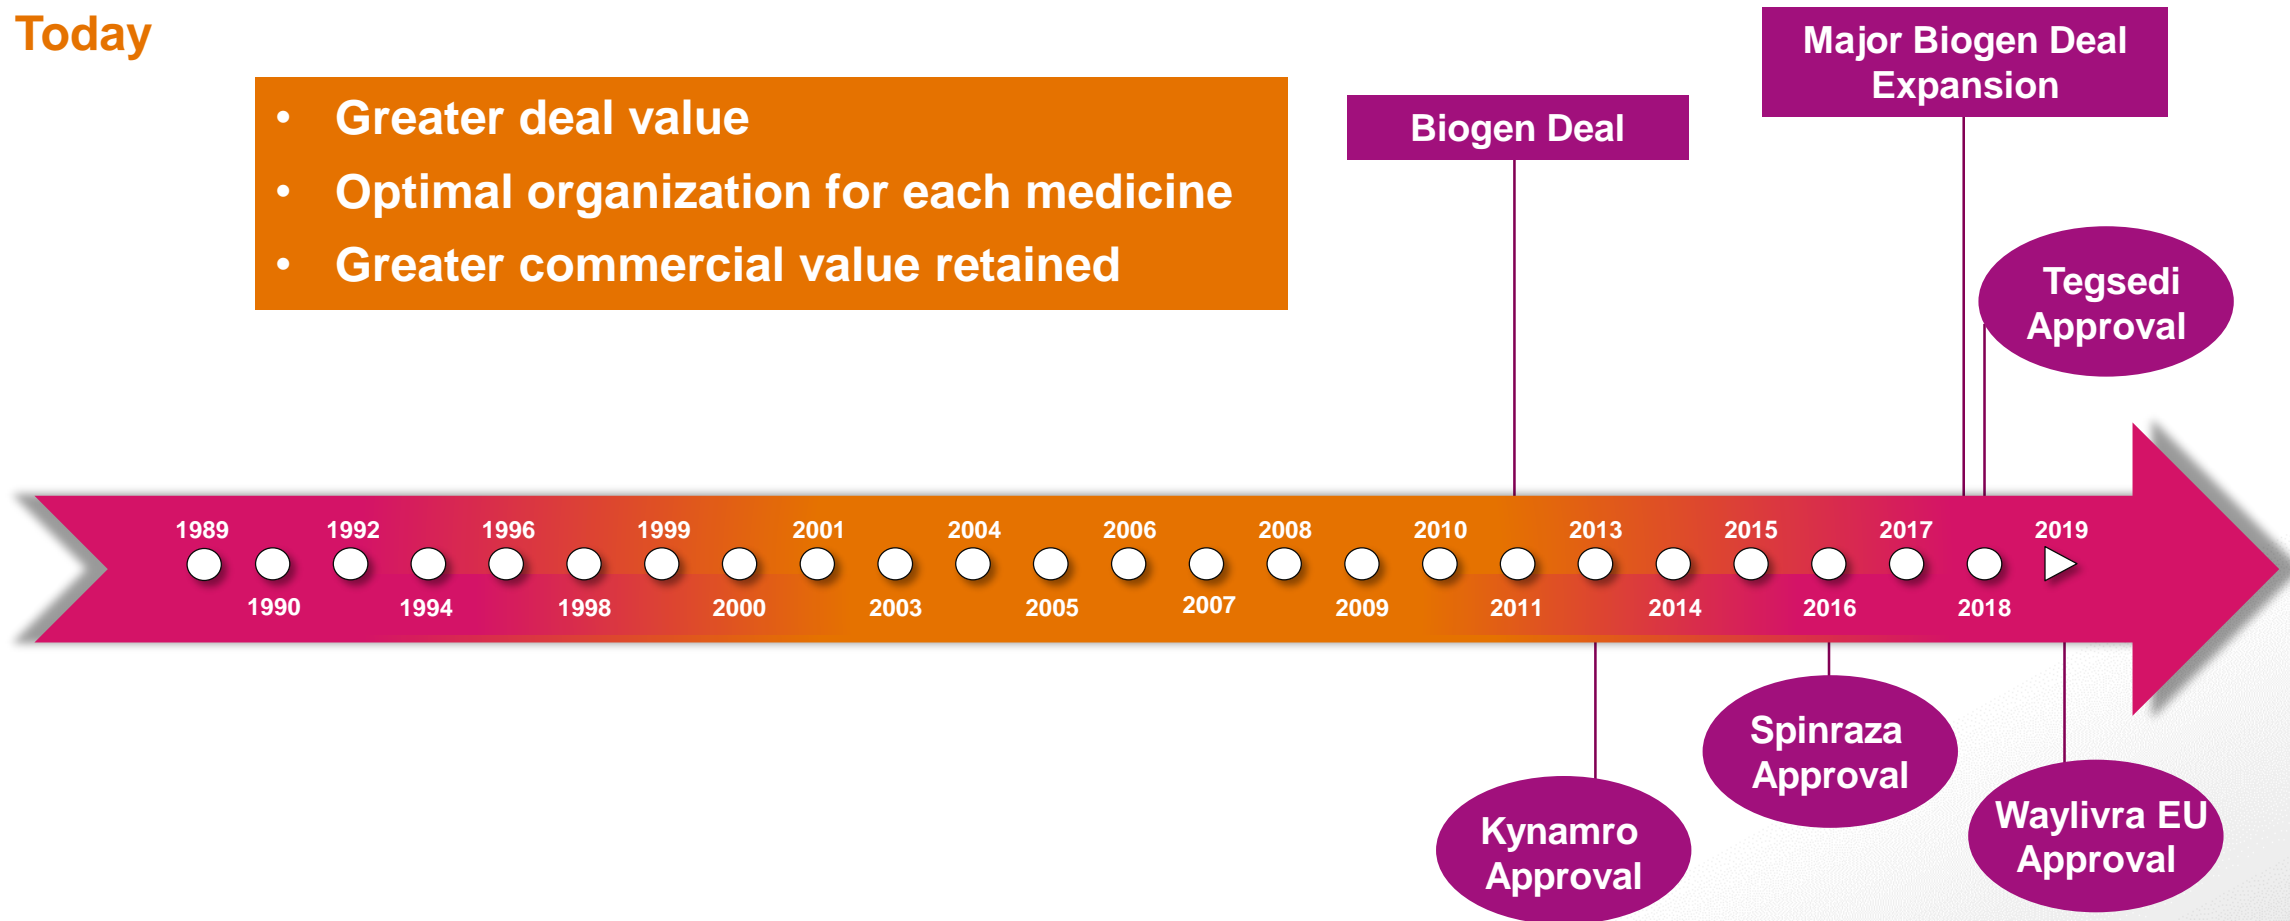 Today
• Greater deal value
• Optimal organization for each medicine
• Greater commercial value retained
Biogen Deal
Major Biogen Deal
Expansion
Tegsedi
Approval
1989 1992 1996 1999 2001 2004 2006 2008 2010 2013 2015 2017 2019
1990 1994 1998 2000 2003 2005 2007 2009 2011 2014 2016 2018
Kynamro
Approval
Spinraza
Approval
Waylivra EU
Approval